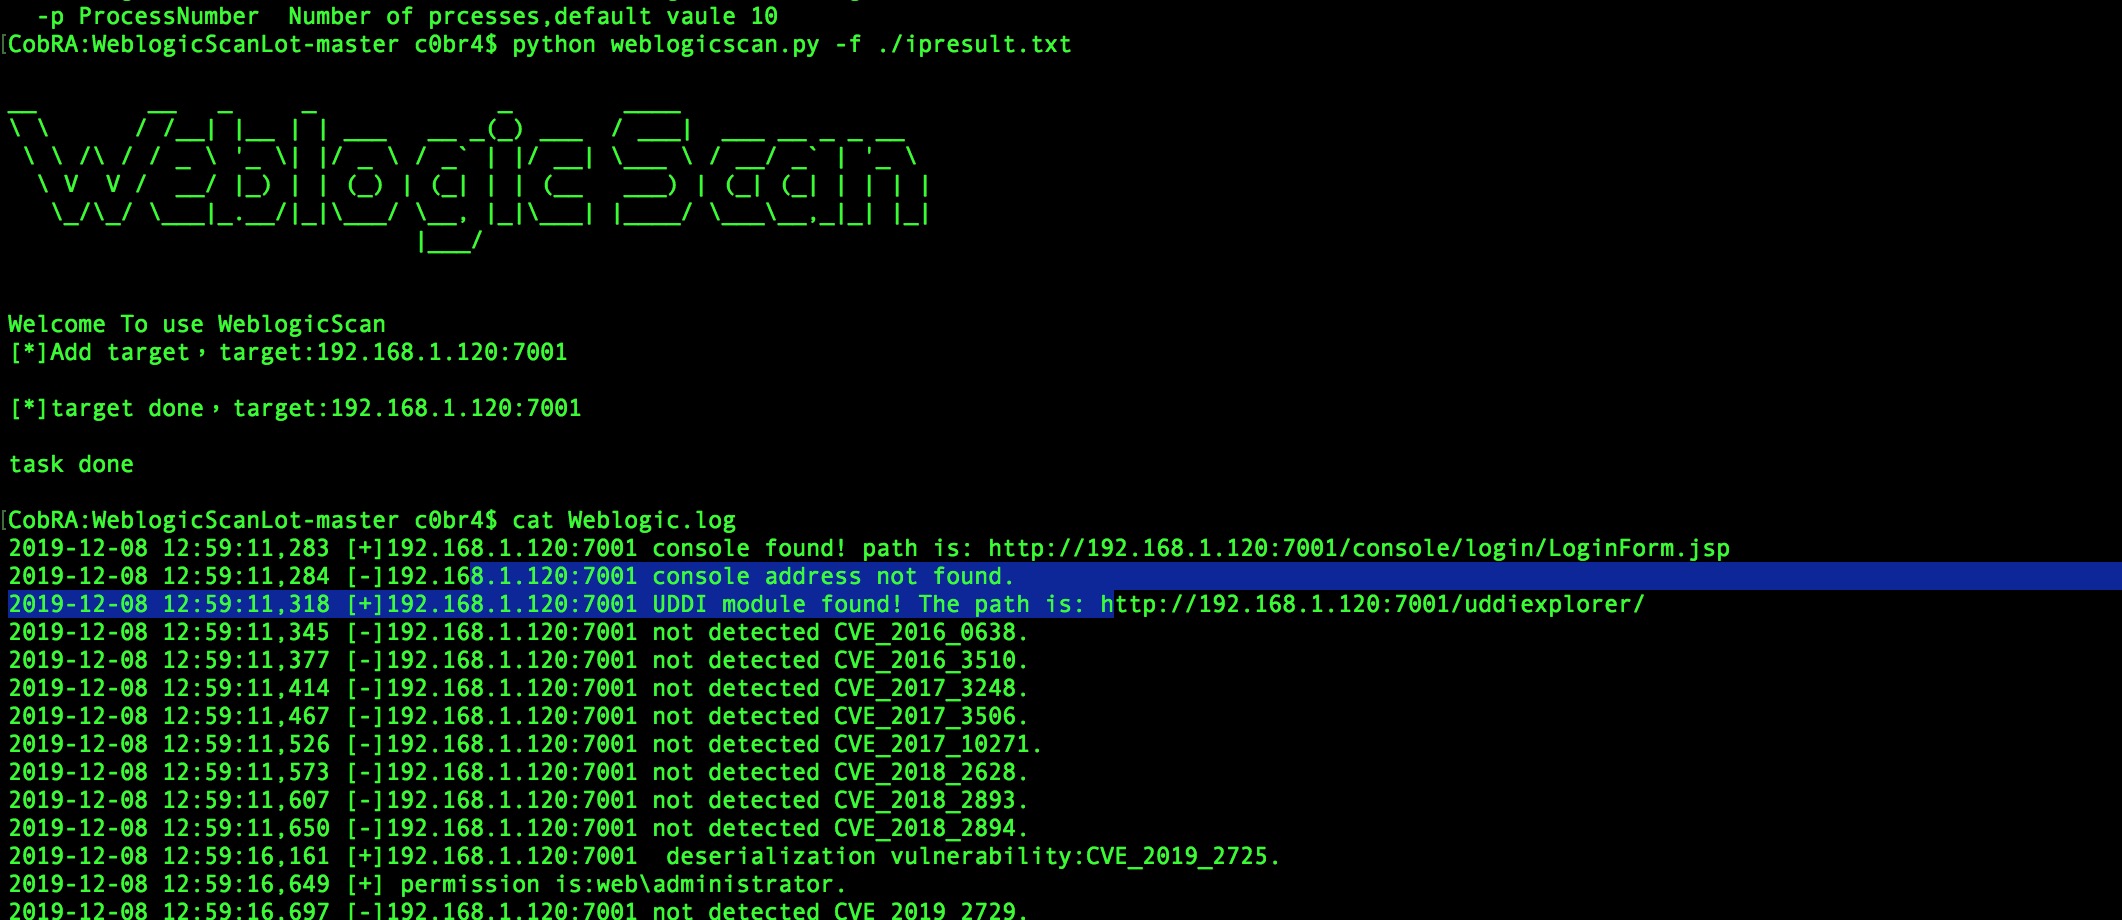 -p ProcessNumber  Number of prcesses,default vaule 10
[CobRA:WeblogicScanLot-master c0br4$ python weblogicscan.py -f ./ipresult.txt
Weblogic Scan
Welcome To use WeblogicScan
[*]Add target，target:192.168.1.120:7001
[*]target done，target:192.168.1.120:7001
task done
[CobRA:WeblogicScanLot-master c0br4$ cat Weblogic.log
2019-12-08 12:59:11,283 [+]192.168.1.120:7001 console found! path is: http://192.168.1.120:7001/console/login/LoginForm.jsp
2019-12-08 12:59:11,284 [-]192.168.1.120:7001 console address not found.
2019-12-08 12:59:11,318 [+]192.168.1.120:7001 UDDI module found! The path is: http://192.168.1.120:7001/uddiexplorer/
2019-12-08 12:59:11,345 [-]192.168.1.120:7001 not detected CVE_2016_0638.
2019-12-08 12:59:11,377 [-]192.168.1.120:7001 not detected CVE_2016_3510.
2019-12-08 12:59:11,414 [-]192.168.1.120:7001 not detected CVE_2017_3248.
2019-12-08 12:59:11,467 [-]192.168.1.120:7001 not detected CVE_2017_3506.
2019-12-08 12:59:11,526 [-]192.168.1.120:7001 not detected CVE_2017_10271.
2019-12-08 12:59:11,573 [-]192.168.1.120:7001 not detected CVE_2018_2628.
2019-12-08 12:59:11,607 [-]192.168.1.120:7001 not detected CVE_2018_2893.
2019-12-08 12:59:11,650 [-]192.168.1.120:7001 not detected CVE_2018_2894.
2019-12-08 12:59:16,161 [+]192.168.1.120:7001  deserialization vulnerability:CVE_2019_2725.
2019-12-08 12:59:16,649 [+] permission is:web\administrator.
2019-12-08 12:59:16,697 [-]192.168.1.120:7001 not detected CVE_2019_2729.